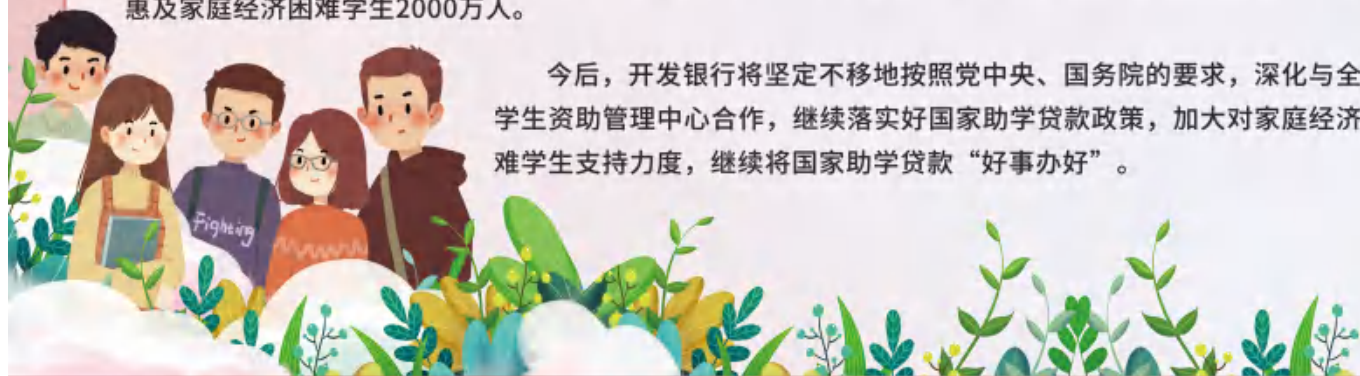 惠及家庭经济困难学生2000万人。
今后，开发银行将坚定不移地按照党中央、国务院的要求，深化与全
学生资助管理中心合作，继续落实好国家助学贷款政策，加大对家庭经济
难学生支持力度，继续将国家助学贷款“好事办好”。
Fighting